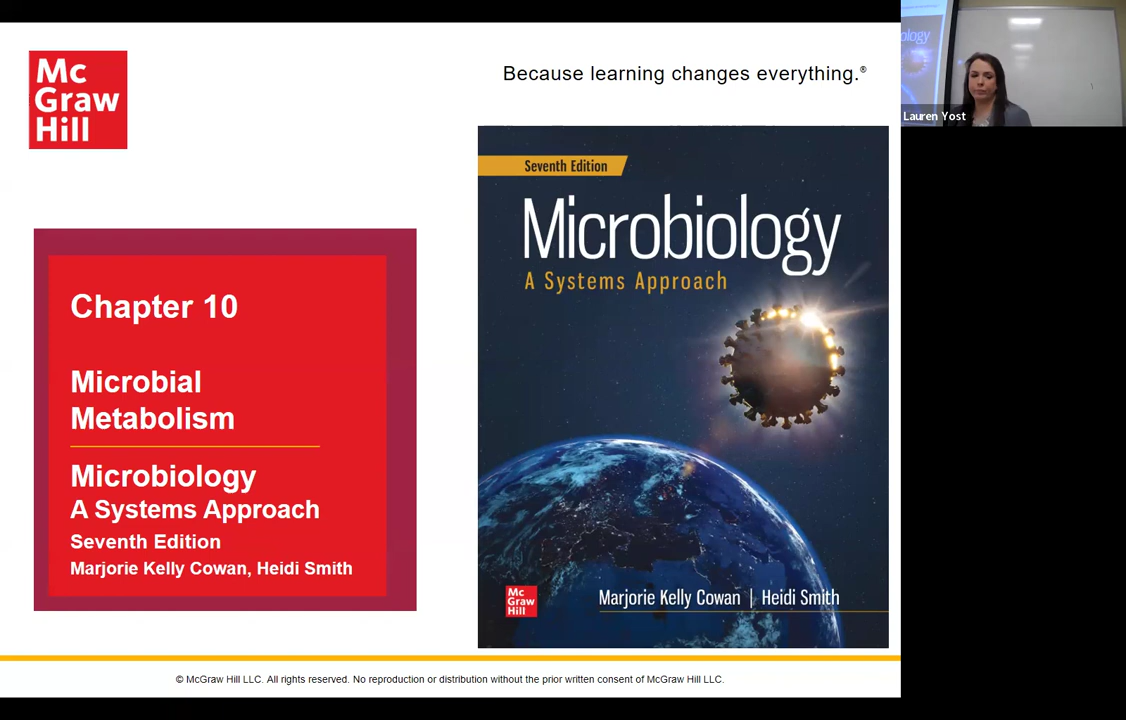 Mc
Graw
Hill
Because learning changes everything.®
Chapter 10
Microbial
Metabolism
Microbiology
A Systems Approach
Seventh Edition
Marjorie Kelly Cowan, Heidi Smith
Seventh Edition
Microbiology
A Systems Approach
Mc
Graw
Hill
Marjorie Kelly Cowan | Heidi Smith
© McGraw Hill LLC. All rights reserved. No reproduction or distribution without the prior written consent of McGraw Hill LLC.
ology
Lauren Yost